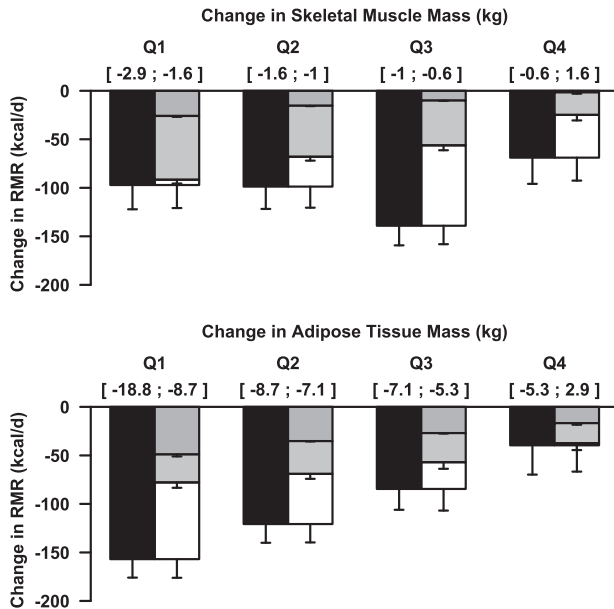 Change in Skeletal Muscle Mass (kg)
Q1 Q2 Q3 Q4
[ -2.9 ; -1.6 ] [ -1.6 ; -1 ] [ -1 ; -0.6 ] [ -0.6 ; 1.6 ]
Change in RMR (kcal/d)
0
-50
-100
-150
-200
Change in Adipose Tissue Mass (kg)
Q1 Q2 Q3 Q4
[ -18.8 ; -8.7 ] [ -8.7 ; -7.1 ] [ -7.1 ; -5.3 ] [ -5.3 ; 2.9 ]
Change in RMR (kcal/d)
0
-50
-100
-150
-200